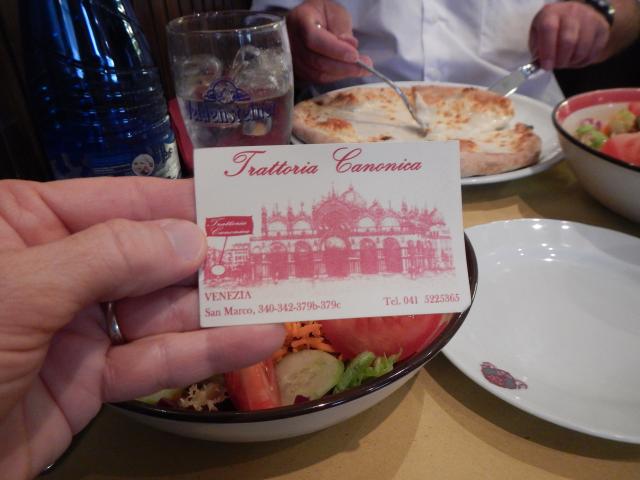 Trattoria Canonica
Trattoria
Canonica
VENEZIA
San Marco, 340-342-379b-379c
Tel. 041 5225365